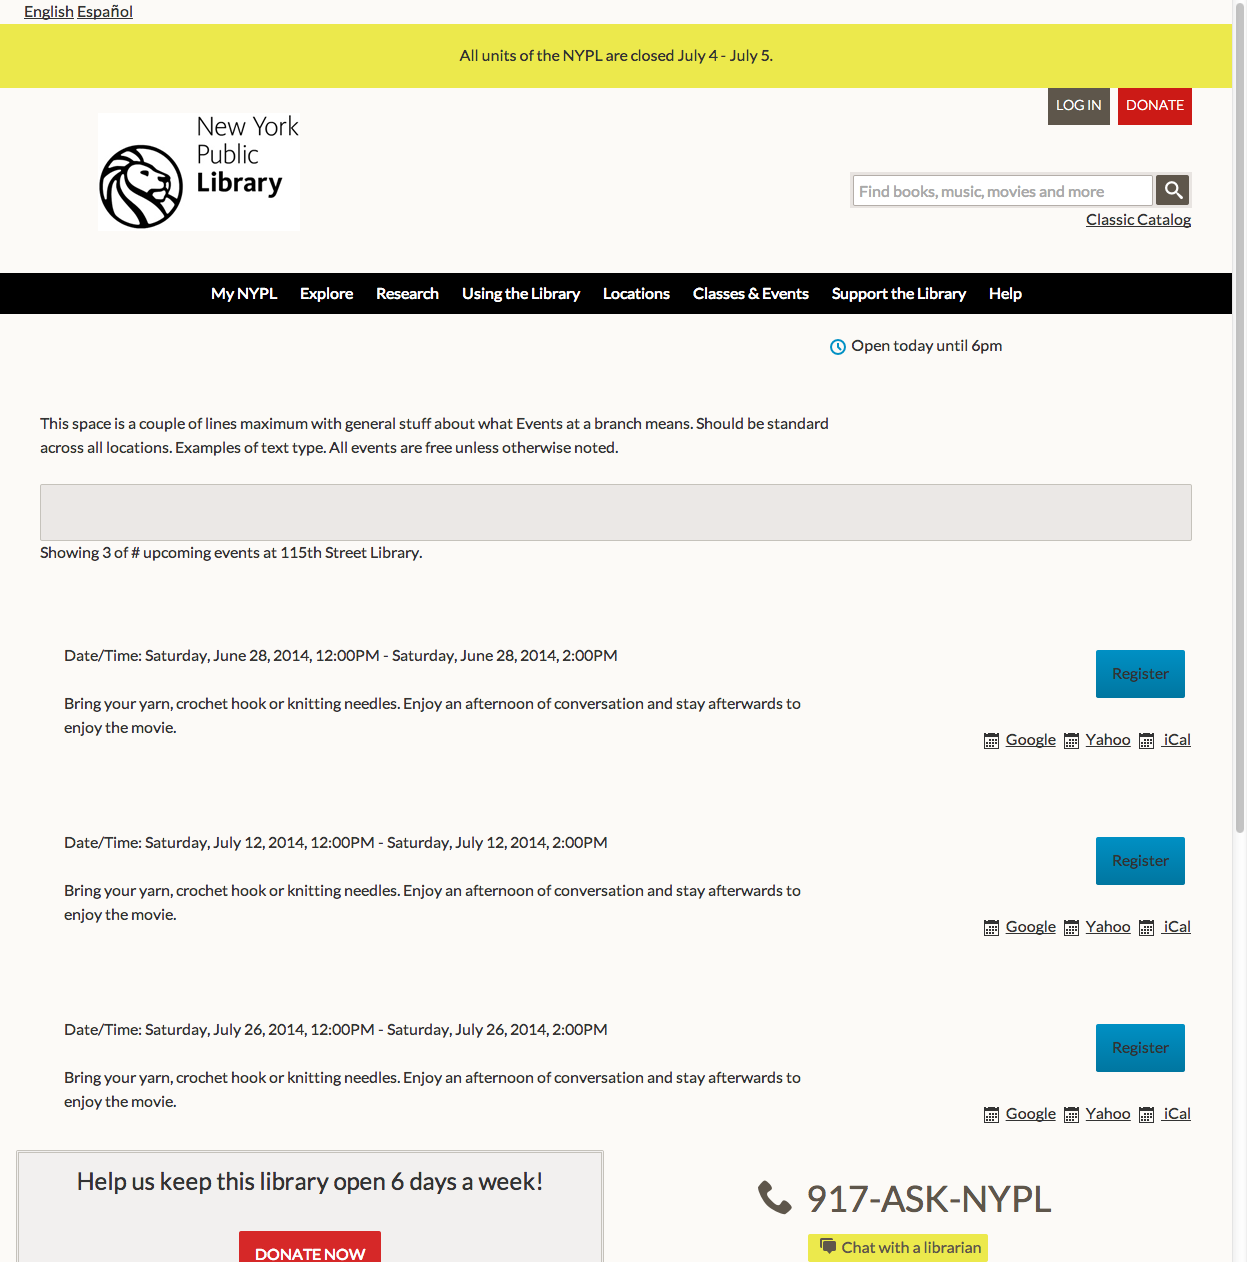 English Español
All units of the NYPL are closed July 4 - July 5.
LOG IN DONATE
New York
Public
Library
Find books, music, movies and more
Classic Catalog
My NYPL Explore Research Using the Library Locations Classes & Events Support the Library Help
Open today until 6pm
This space is a couple of lines maximum with general stuff about what Events at a branch means. Should be standard
across all locations. Examples of text type. All events are free unless otherwise noted.
Showing 3 of # upcoming events at 115th Street Library.
Date/Time: Saturday, June 28, 2014, 12:00PM - Saturday, June 28, 2014, 2:00PM
Register
Bring your yarn, crochet hook or knitting needles. Enjoy an afternoon of conversation and stay afterwards to
enjoy the movie.
Google Yahoo iCal
Date/Time: Saturday, July 12, 2014, 12:00PM - Saturday, July 12, 2014, 2:00PM
Register
Bring your yarn, crochet hook or knitting needles. Enjoy an afternoon of conversation and stay afterwards to
enjoy the movie.
Google Yahoo iCal
Date/Time: Saturday, July 26, 2014, 12:00PM - Saturday, July 26, 2014, 2:00PM
Register
Bring your yarn, crochet hook or knitting needles. Enjoy an afternoon of conversation and stay afterwards to
enjoy the movie.
Google Yahoo iCal
Help us keep this library open 6 days a week!
DONATE NOW
917-ASK-NYPL
Chat with a librarian